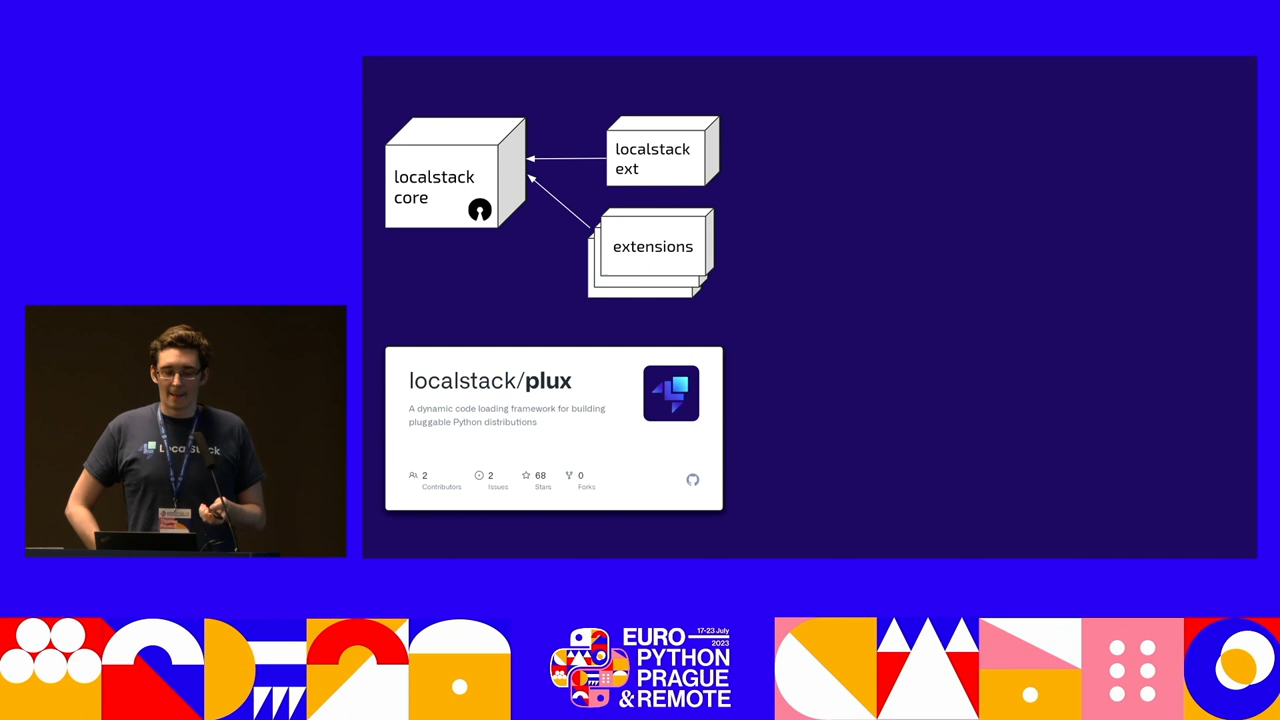 localstack
core
localstack
ext
extensions
localstack/plux
A dynamic code loading framework for building
pluggable Python distributions
2
Contributors
2
Issues
68
Stars
0
Forks
LocalStack
17-23 July
2023
EURO
PYTHON
PRAGUE
&REMOTE